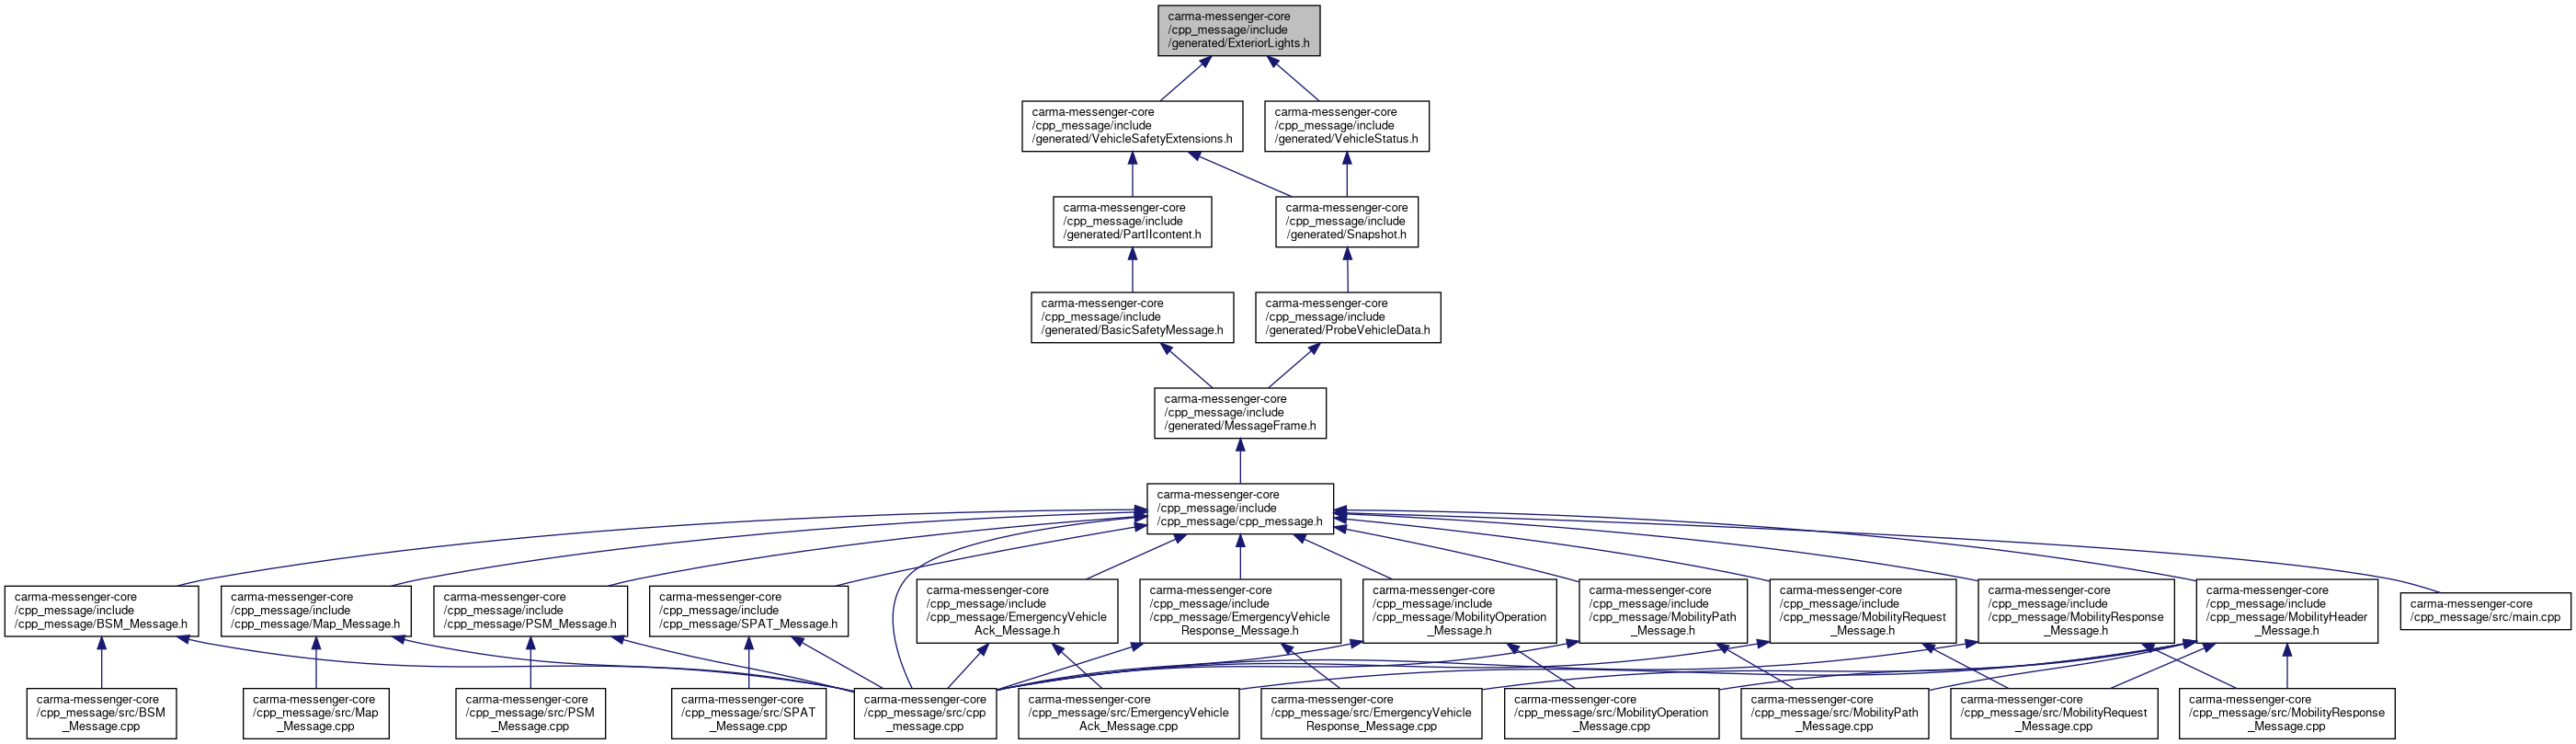 carma-messenger-core
/cpp_message/include
/generated/ExteriorLights.h
carma-messenger-core
/cpp_message/include
/generated/VehicleSafetyExtensions.h
carma-messenger-core
/cpp_message/include
/generated/VehicleStatus.h
carma-messenger-core
/cpp_message/include
/generated/PartIIcontent.h
carma-messenger-core
/cpp_message/include
/generated/Snapshot.h
carma-messenger-core
/cpp_message/include
/generated/BasicSafetyMessage.h
carma-messenger-core
/cpp_message/include
/generated/ProbeVehicleData.h
carma-messenger-core
/cpp_message/include
/generated/MessageFrame.h
carma-messenger-core
/cpp_message/include
/cpp_message/cpp_message.h
carma-messenger-core
/cpp_message/include
/cpp_message/BSM_Message.h
carma-messenger-core
/cpp_message/include
/cpp_message/Map_Message.h
carma-messenger-core
/cpp_message/include
/cpp_message/PSM_Message.h
carma-messenger-core
/cpp_message/include
/cpp_message/SPAT_Message.h
carma-messenger-core
/cpp_message/include
/cpp_message/EmergencyVehicle
Ack_Message.h
carma-messenger-core
/cpp_message/include
/cpp_message/EmergencyVehicle
Response_Message.h
carma-messenger-core
/cpp_message/include
/cpp_message/MobilityOperation
_Message.h
carma-messenger-core
/cpp_message/include
/cpp_message/MobilityPath
_Message.h
carma-messenger-core
/cpp_message/include
/cpp_message/MobilityRequest
_Message.h
carma-messenger-core
/cpp_message/include
/cpp_message/MobilityResponse
_Message.h
carma-messenger-core
/cpp_message/include
/cpp_message/MobilityHeader
_Message.h
carma-messenger-core
/cpp_message/src/main.cpp
carma-messenger-core
/cpp_message/src/BSM
_Message.cpp
carma-messenger-core
/cpp_message/src/Map
_Message.cpp
carma-messenger-core
/cpp_message/src/PSM
_Message.cpp
carma-messenger-core
/cpp_message/src/SPAT
_Message.cpp
carma-messenger-core
/cpp_message/src/cpp
_message.cpp
carma-messenger-core
/cpp_message/src/EmergencyVehicle
Ack_Message.cpp
carma-messenger-core
/cpp_message/src/EmergencyVehicle
Response_Message.cpp
carma-messenger-core
/cpp_message/src/MobilityOperation
_Message.cpp
carma-messenger-core
/cpp_message/src/MobilityPath
_Message.cpp
carma-messenger-core
/cpp_message/src/MobilityRequest
_Message.cpp
carma-messenger-core
/cpp_message/src/MobilityResponse
_Message.cpp